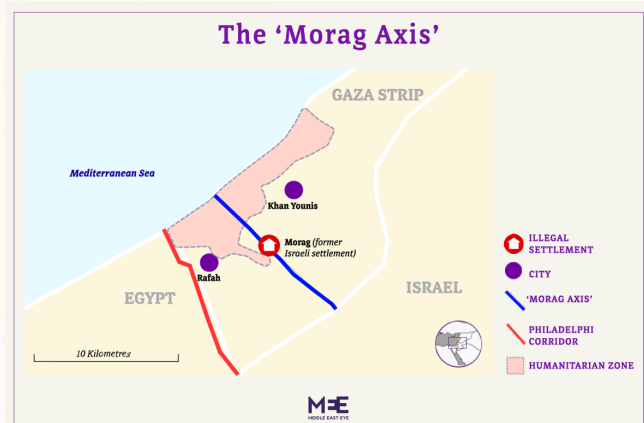 The ‘Morag Axis’
GAZA STRIP
Mediterranean Sea
Khan Younis
Morag (former
Israeli settlement)
Rafah
EGYPT
ISRAEL
10 Kilometres
ILLEGAL
SETTLEMENT
CITY
‘MORAG AXIS’
PHILADELPHI
CORRIDOR
HUMANITARIAN ZONE
MEE
MIDDLE EAST EYE